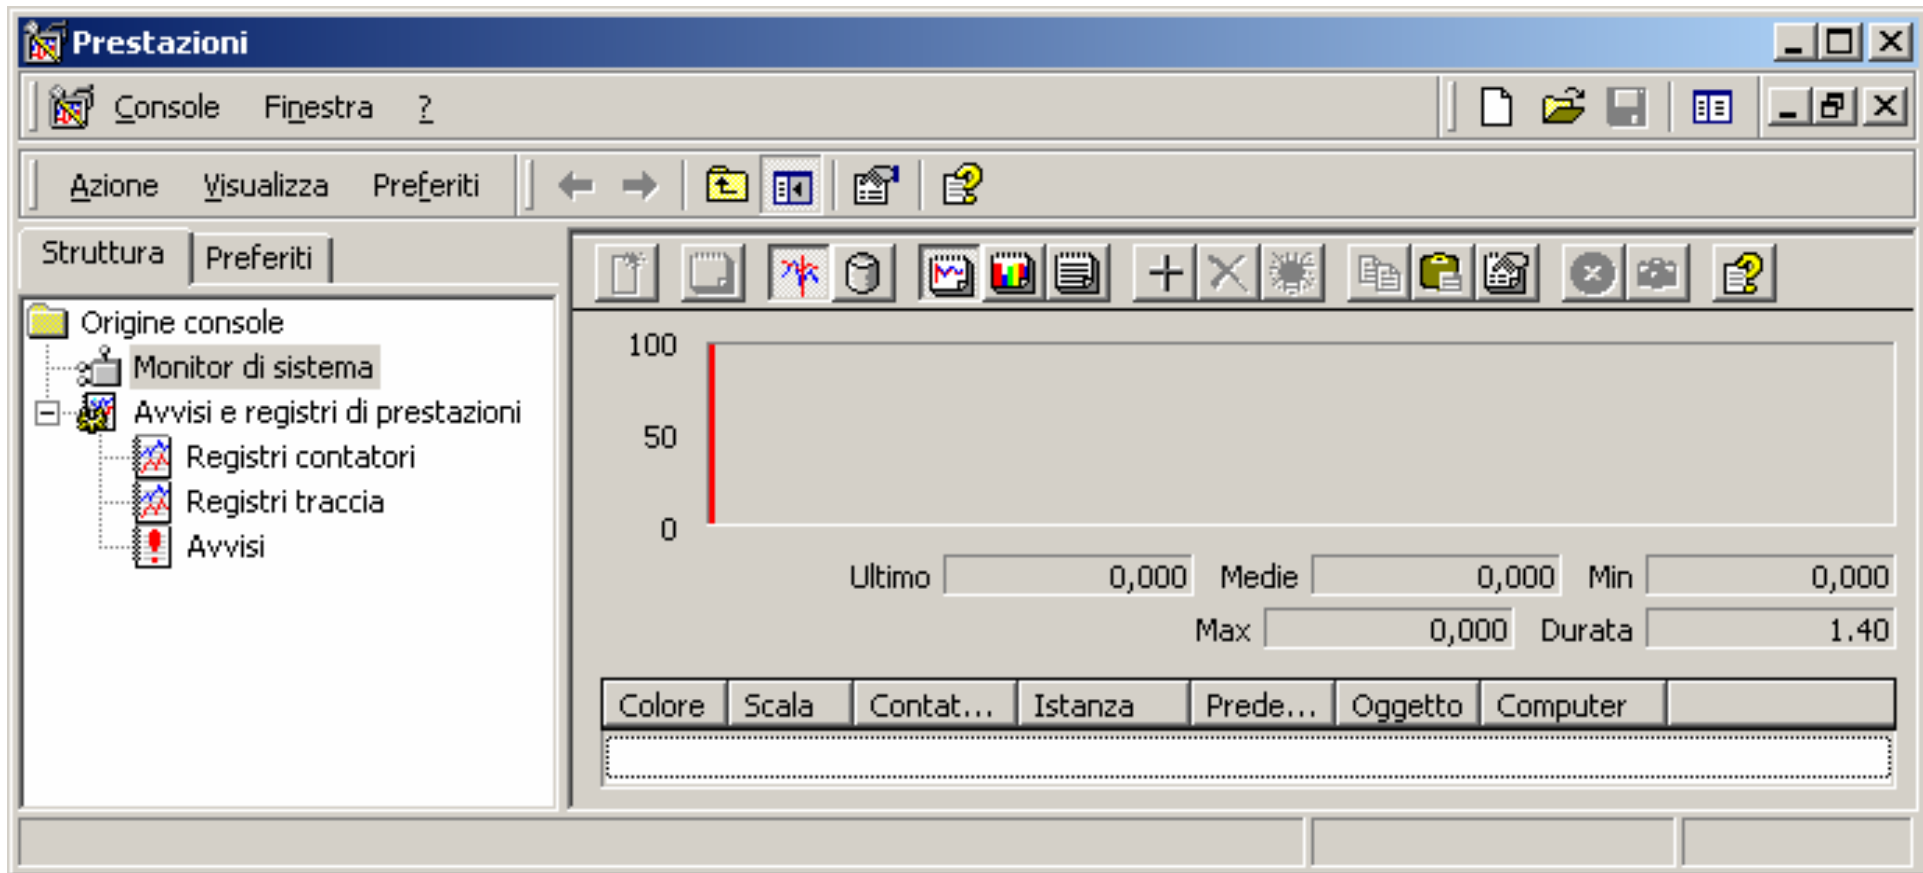 Prestazioni
Console Finestra ?
Azione Visualizza Preferiti
Struttura Preferiti
Origine console
Monitor di sistema
Avvisi e registri di prestazioni
Registri contatori
Registri traccia
Avvisi
100
50
0
Ultimo 0,000 Medie 0,000 Min 0,000
Max 0,000 Durata 1.40
Colore Scala Contat... Istanza Prede... Oggetto Computer